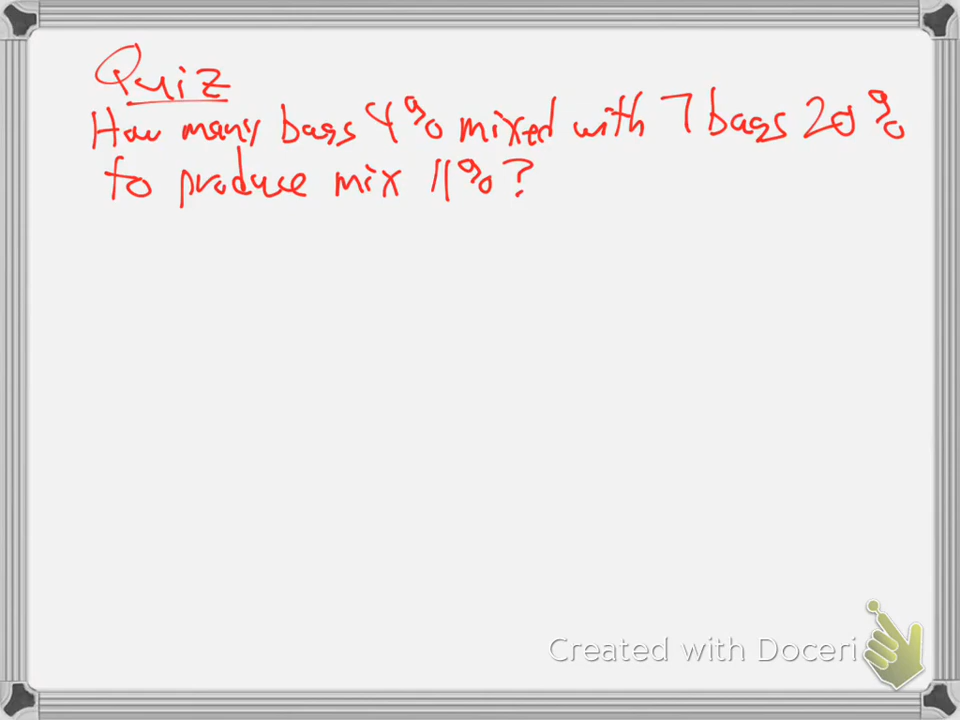 Quiz
How many bags 4% mixed with 7 bags 20%
to produce mix 11%?
Created with Doceri